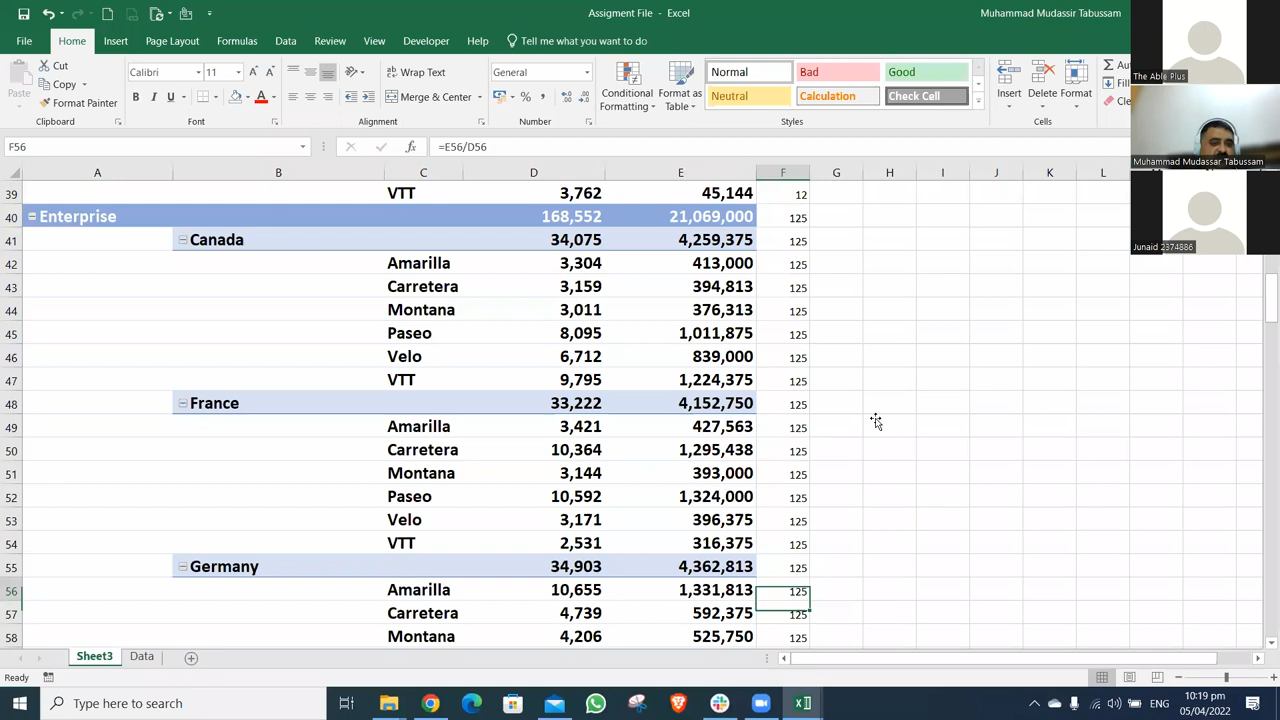 Assigment File - Excel
Muhammad Mudassir Tabussam
File Home Insert Page Layout Formulas Data Review View Developer Help Tell me what you want to do
Cut
Copy
Format Painter
Paste
Clipboard
Calibri 11
B I U
Font
Wrap Text
Merge & Center
Alignment
General
Number
Conditional Formatting
Format as Table
Normal Bad Good
Neutral Calculation Check Cell
Styles
Insert Delete Format
Cells
Aut
Fill
Cle
The Able Plus
Muhammad Mudassar Tabussam
Junaid 2374886
F56 =E56/D56
A B C D E F G H I J K L
39 VTT 3,762 45,144 12
40 Enterprise 168,552 21,069,000 125
41 Canada 34,075 4,259,375 125
42 Amarilla 3,304 413,000 125
43 Carretera 3,159 394,813 125
44 Montana 3,011 376,313 125
45 Paseo 8,095 1,011,875 125
46 Velo 6,712 839,000 125
47 VTT 9,795 1,224,375 125
48 France 33,222 4,152,750 125
49 Amarilla 3,421 427,563 125
50 Carretera 10,364 1,295,438 125
51 Montana 3,144 393,000 125
52 Paseo 10,592 1,324,000 125
53 Velo 3,171 396,375 125
54 VTT 2,531 316,375 125
55 Germany 34,903 4,362,813 125
56 Amarilla 10,655 1,331,813 125
57 Carretera 4,739 592,375 125
58 Montana 4,206 525,750 125
Sheet3 Data
Ready
Type here to search
ENG
10:19 pm
05/04/2022